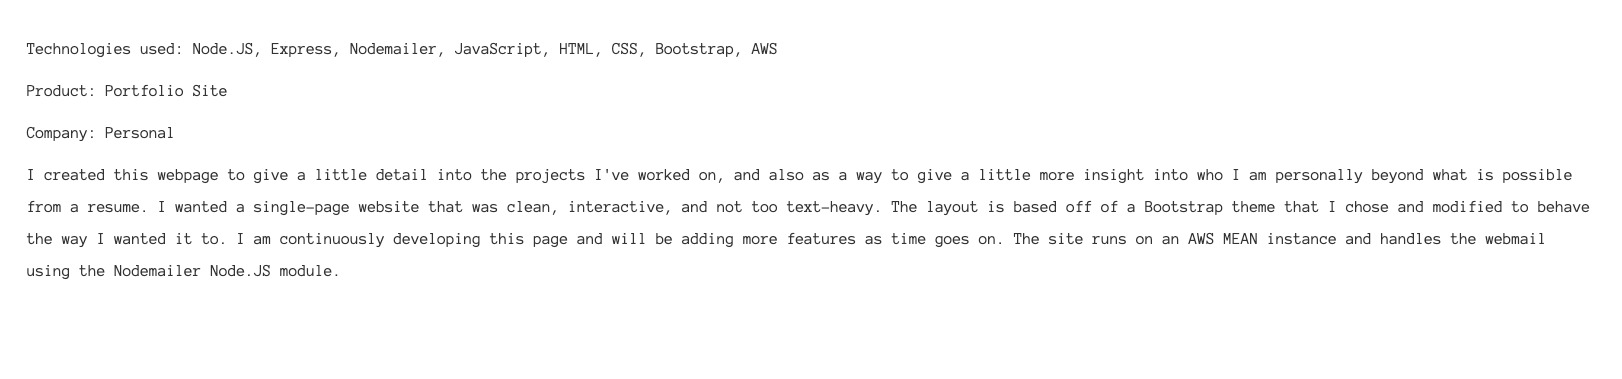 Technologies used: Node.JS, Express, Nodemailer, JavaScript, HTML, CSS, Bootstrap, AWS
Product: Portfolio Site
Company: Personal
I created this webpage to give a little detail into the projects I've worked on, and also as a way to give a little more insight into who I am personally beyond what is possible
from a resume. I wanted a single-page website that was clean, interactive, and not too text-heavy. The layout is based off of a Bootstrap theme that I chose and modified to behave
the way I wanted it to. I am continuously developing this page and will be adding more features as time goes on. The site runs on an AWS MEAN instance and handles the webmail
using the Nodemailer Node.JS module.